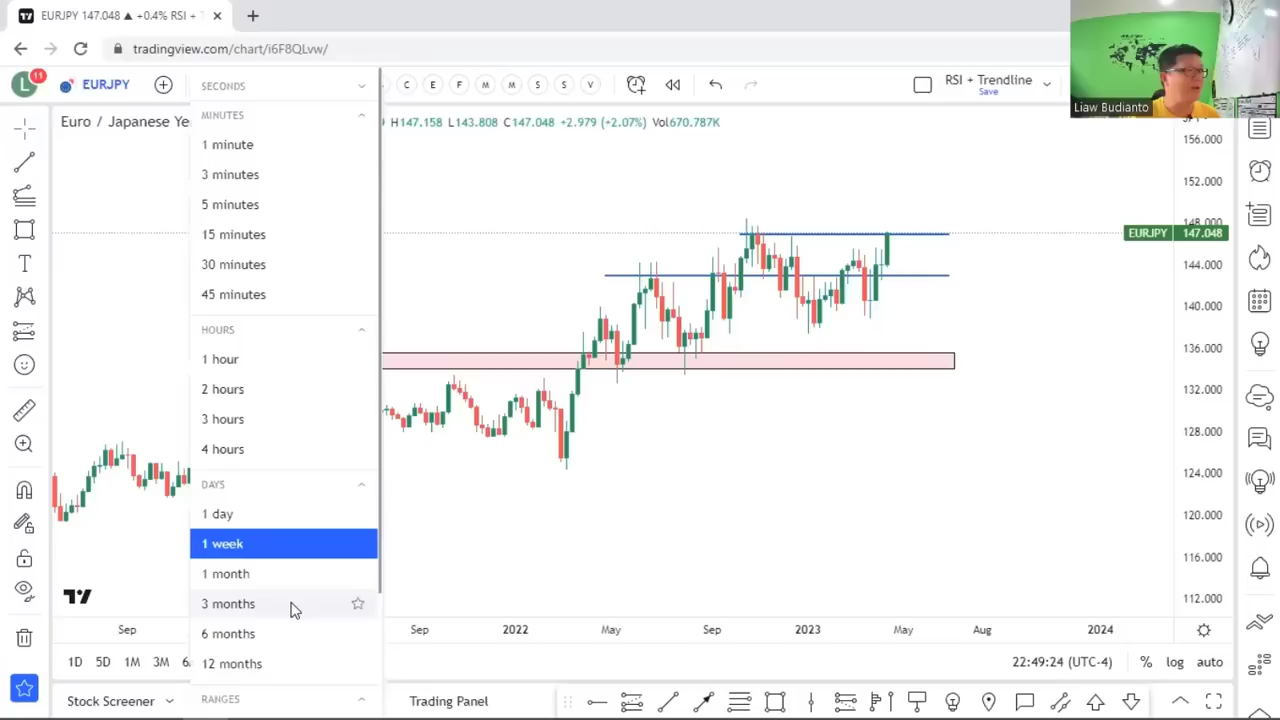 EURJPY 147.048 ▲ +0.4% RSI +
tradingview.com/chart/i6F8QLvw/
L
11
EURJPY
SECONDS
C E F M M S S V
RSI + Trendline
Save
Liaw Budianto
Euro / Japanese Ye
H147.158 L143.808 C147.048 +2.979 (+2.07%) Vol670.787K
MINUTES
1 minute
3 minutes
5 minutes
15 minutes
30 minutes
45 minutes
HOURS
1 hour
2 hours
3 hours
4 hours
DAYS
1 day
1 week
1 month
3 months
6 months
12 months
RANGES
156.000
152.000
148.000
EURJPY 147.048
144.000
140.000
136.000
132.000
128.000
124.000
120.000
116.000
112.000
Sep
Sep 2022 May Sep 2023 May Aug 2024
1D 5D 1M 3M
22:49:24 (UTC-4) % log auto
Stock Screener
Trading Panel